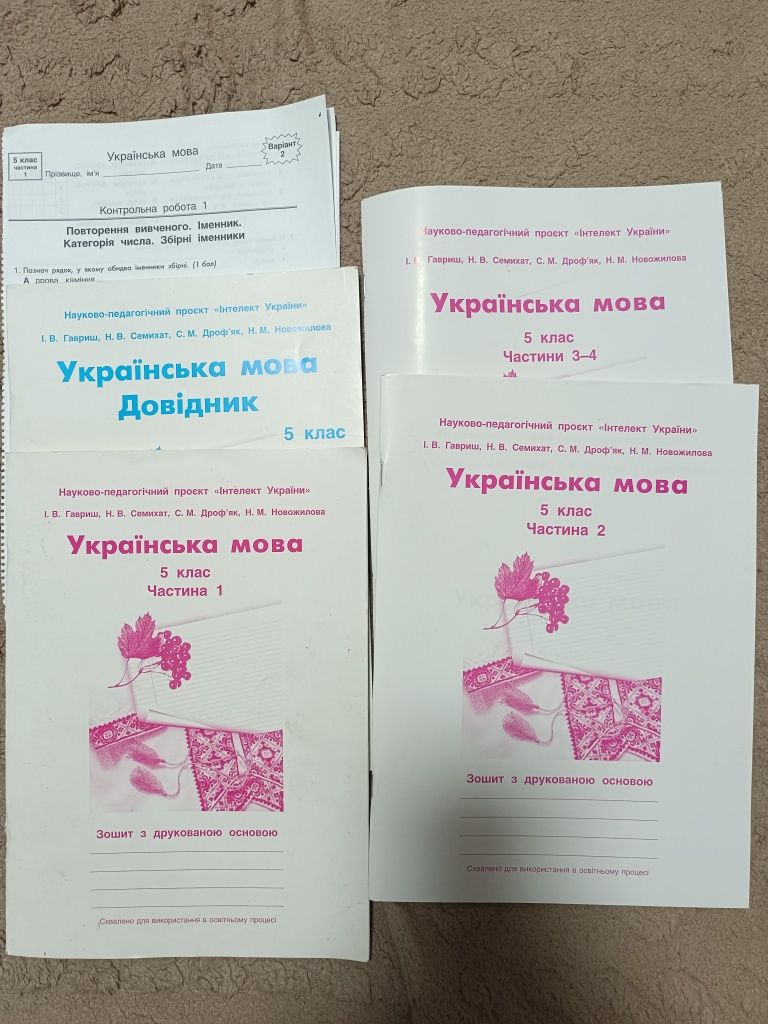 5 клас
частина
1
Українська мова
Варіант
2
Прізвище, ім'я Дата
Контрольна робота 1
Повторення вивченого. Іменник.
Категорія числа. Збірні іменники
1. Познач рядок, у якому обидва іменники збірні. (1 бал)
А дрова, каміння
Науково-педагогічний проєкт «Інтелект України»
І. В. Гавриш, Н. В. Семихат, С. М. Дроф'як, Н. М. Новожилова
Українська мова
Довідник
5 клас
Науково-педагогічний проєкт «Інтелект України»
І. В. Гавриш, Н. В. Семихат, С. М. Дроф'як, Н. М. Новожилова
Українська мова
5 клас
Частина 1
Зошит з друкованою основою
Схвалено для використання в освітньому процесі
Науково-педагогічний проєкт «Інтелект України»
І. В. Гавриш, Н. В. Семихат, С. М. Дроф'як, Н. М. Новожилова
Українська мова
5 клас
Частини 3–4
Науково-педагогічний проєкт «Інтелект України»
І. В. Гавриш, Н. В. Семихат, С. М. Дроф'як, Н. М. Новожилова
Українська мова
5 клас
Частина 2
Зошит з друкованою основою
Схвалено для використання в освітньому процесі